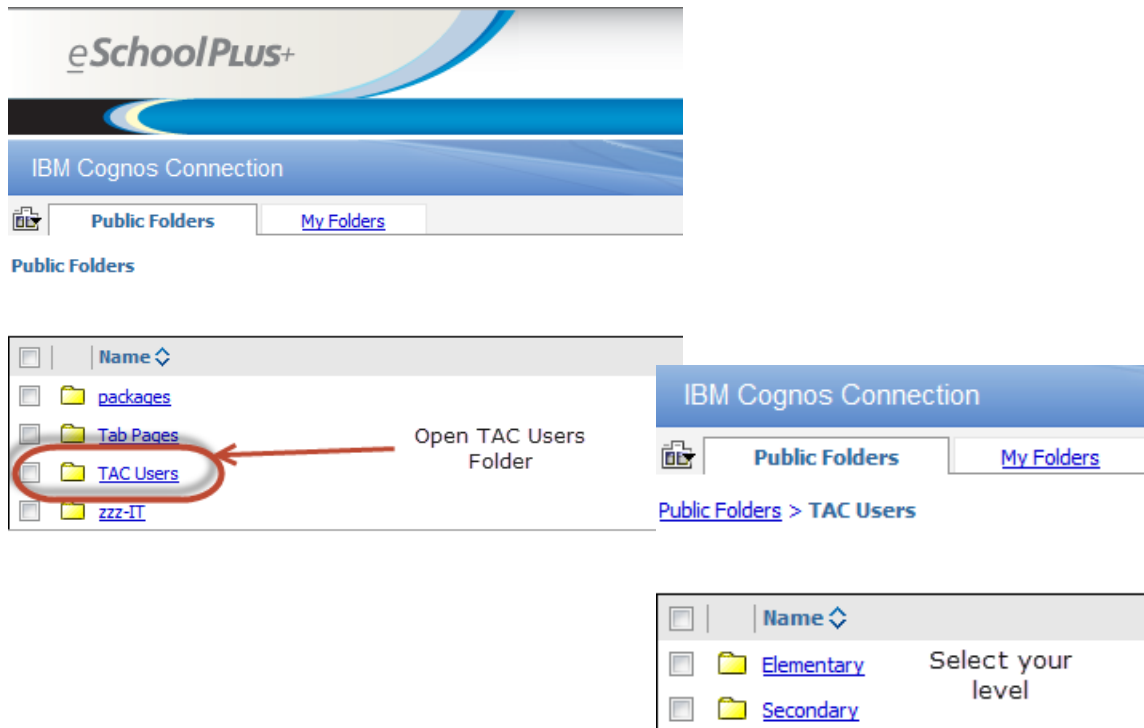 eSchoolPLUS+
IBM Cognos Connection
Public Folders
My Folders
Public Folders
Name
packages
Tab Pages
TAC Users
zzz-IT
Open TAC Users
Folder
IBM Cognos Connection
Public Folders
My Folders
Public Folders > TAC Users
Name
Elementary
Secondary
Select your
level